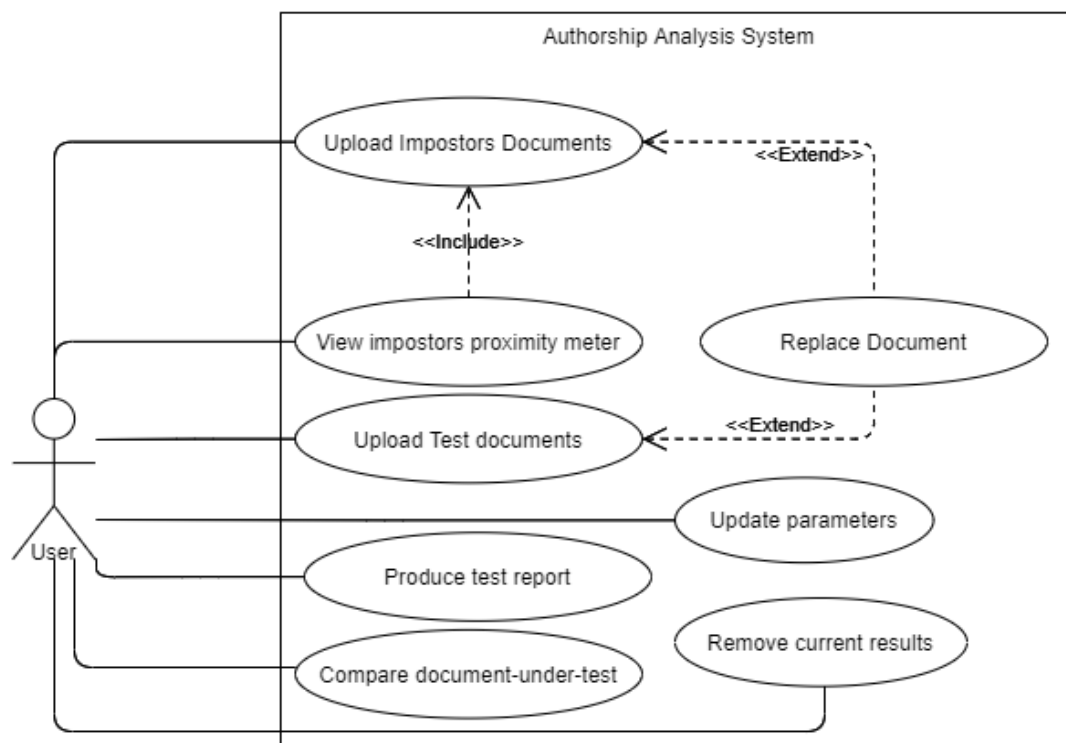 Authorship Analysis System
Upload Impostors Documents
<<Extend>>
<<Include>>
View impostors proximity meter
Replace Document
<<Extend>>
Upload Test documents
Update parameters
User
Produce test report
Remove current results
Compare document-under-test